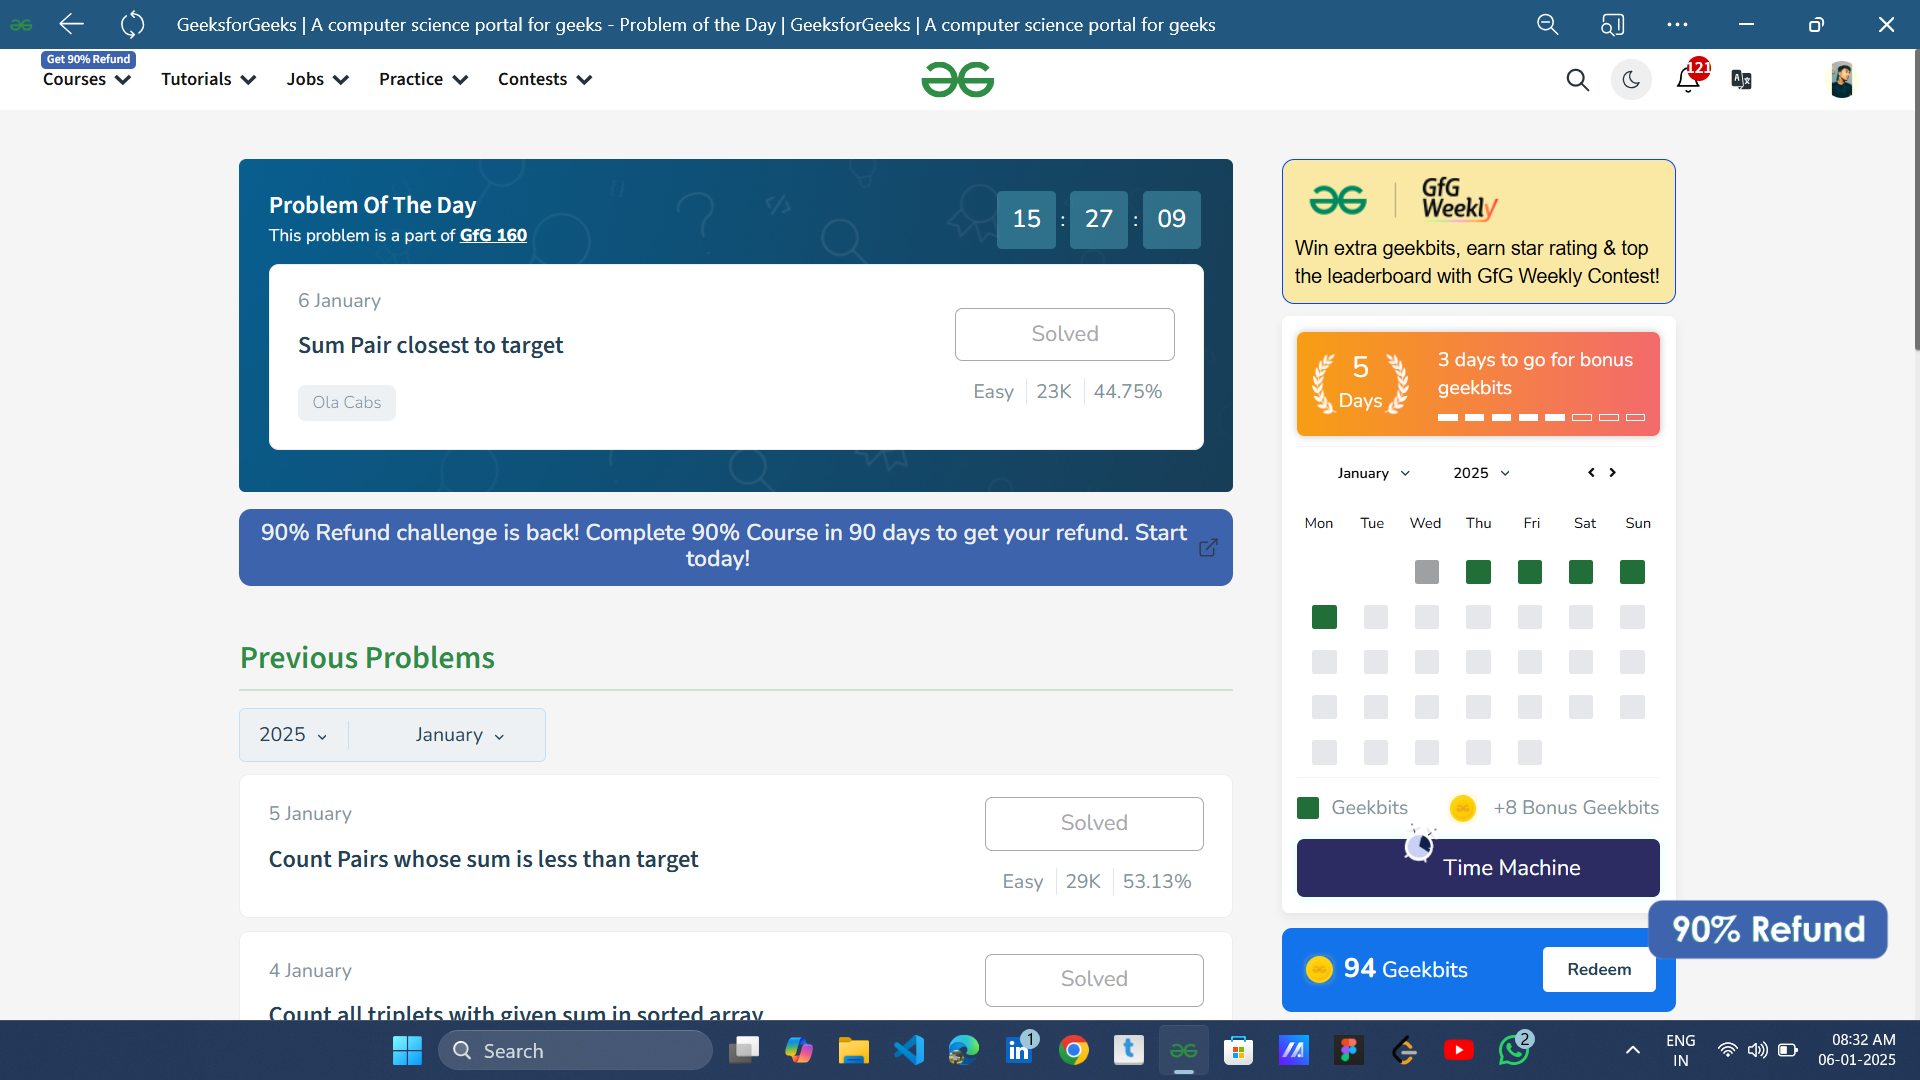 GeeksforGeeks | A computer science portal for geeks - Problem of the Day | GeeksforGeeks | A computer science portal for geeks
Get 90% Refund
Courses
Tutorials
Jobs
Practice
Contests
121
Problem Of The Day
This problem is a part of GfG 160
15 : 27 : 09
6 January
Sum Pair closest to target
Ola Cabs
Solved
Easy 23K 44.75%
90% Refund challenge is back! Complete 90% Course in 90 days to get your refund. Start
today!
Previous Problems
2025
January
5 January
Count Pairs whose sum is less than target
Solved
Easy 29K 53.13%
4 January
Count all triplets with given sum in sorted array
Solved
GfG
Weekly
Win extra geekbits, earn star rating & top
the leaderboard with GfG Weekly Contest!
5
Days
3 days to go for bonus
geekbits
January
2025
Mon Tue Wed Thu Fri Sat Sun
Geekbits
+8 Bonus Geekbits
Time Machine
90% Refund
94 Geekbits
Redeem
Search
1
t
2
ENG
IN
08:32 AM
06-01-2025